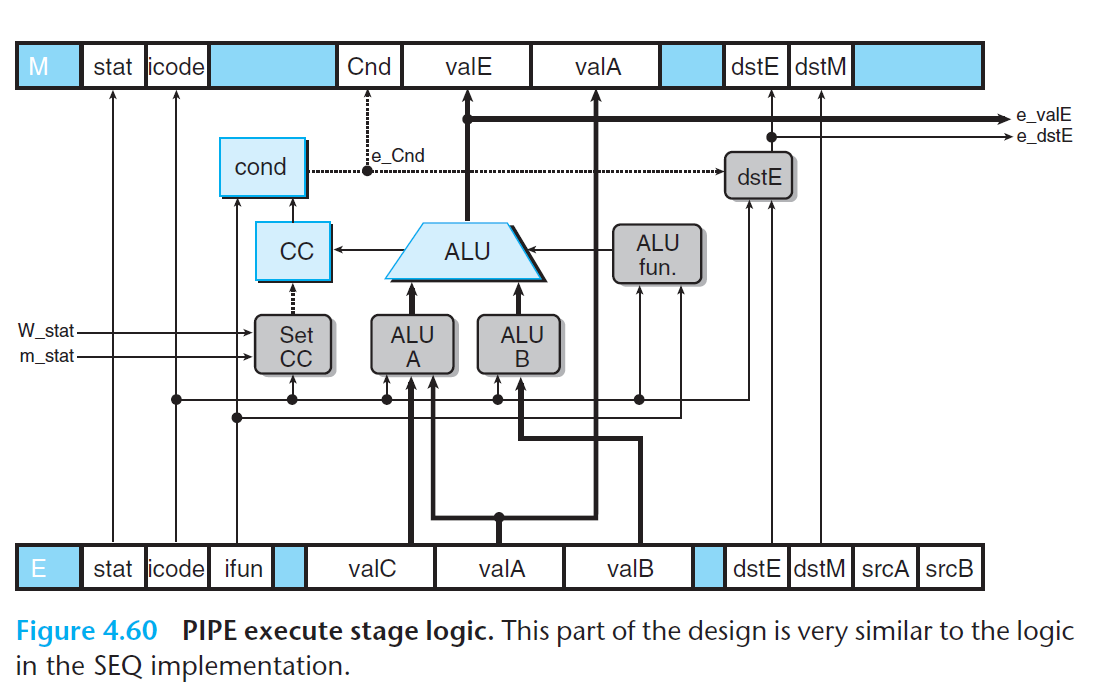 M stat icode Cnd valE valA dstE dstM
e_valE
e_dstE
e_Cnd
cond
dstE
CC
ALU
ALU
fun.
W_stat
m_stat
Set
CC
ALU
A
ALU
B
E stat icode ifun valC valA valB dstE dstM srcA srcB
Figure 4.60 PIPE execute stage logic. This part of the design is very similar to the logic
in the SEQ implementation.